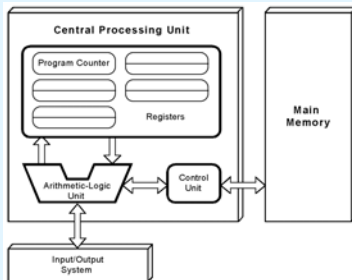 Central Processing Unit
Program Counter
Registers
Main
Memory
Arithmetic-Logic
Unit
Control
Unit
Input/Output
System